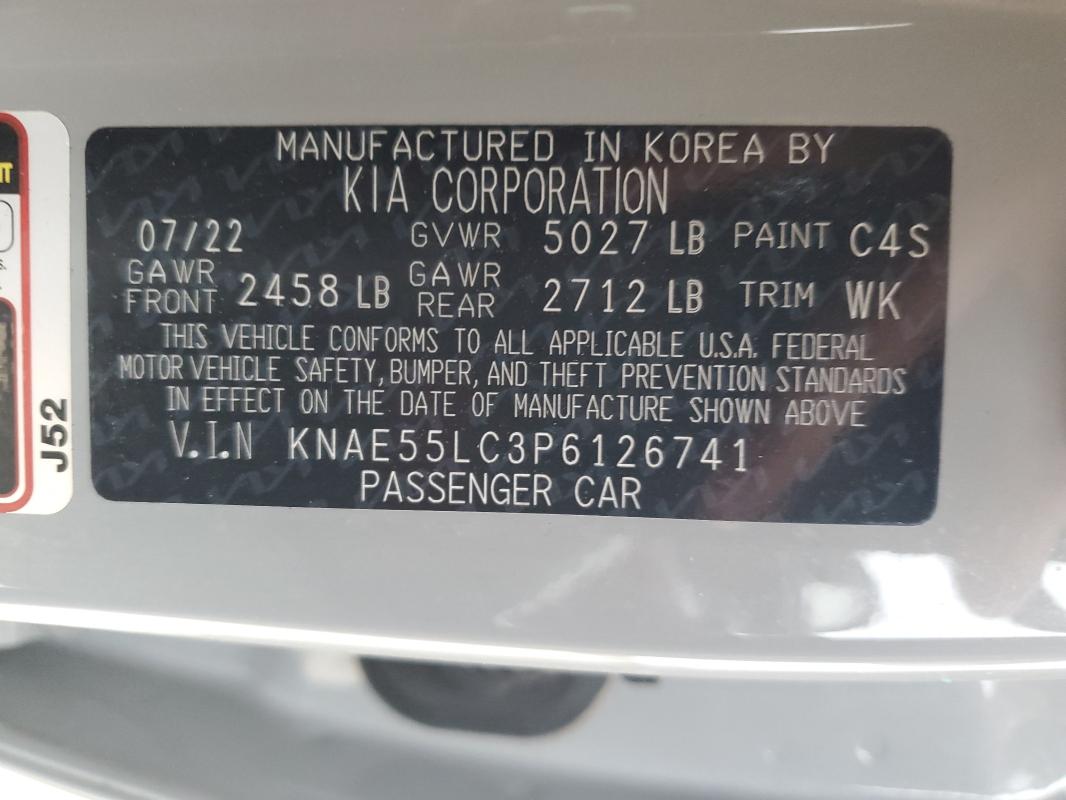 MANUFACTURED IN KOREA BY
KIA CORPORATION
07/22 GVWR 5027 LB PAINT C4S
GAWR FRONT 2458 LB GAWR REAR 2712 LB TRIM WK
THIS VEHICLE CONFORMS TO ALL APPLICABLE U.S.A. FEDERAL
MOTOR VEHICLE SAFETY, BUMPER, AND THEFT PREVENTION STANDARDS
IN EFFECT ON THE DATE OF MANUFACTURE SHOWN ABOVE
V.I.N KNAE55LC3P6126741
PASSENGER CAR
J52